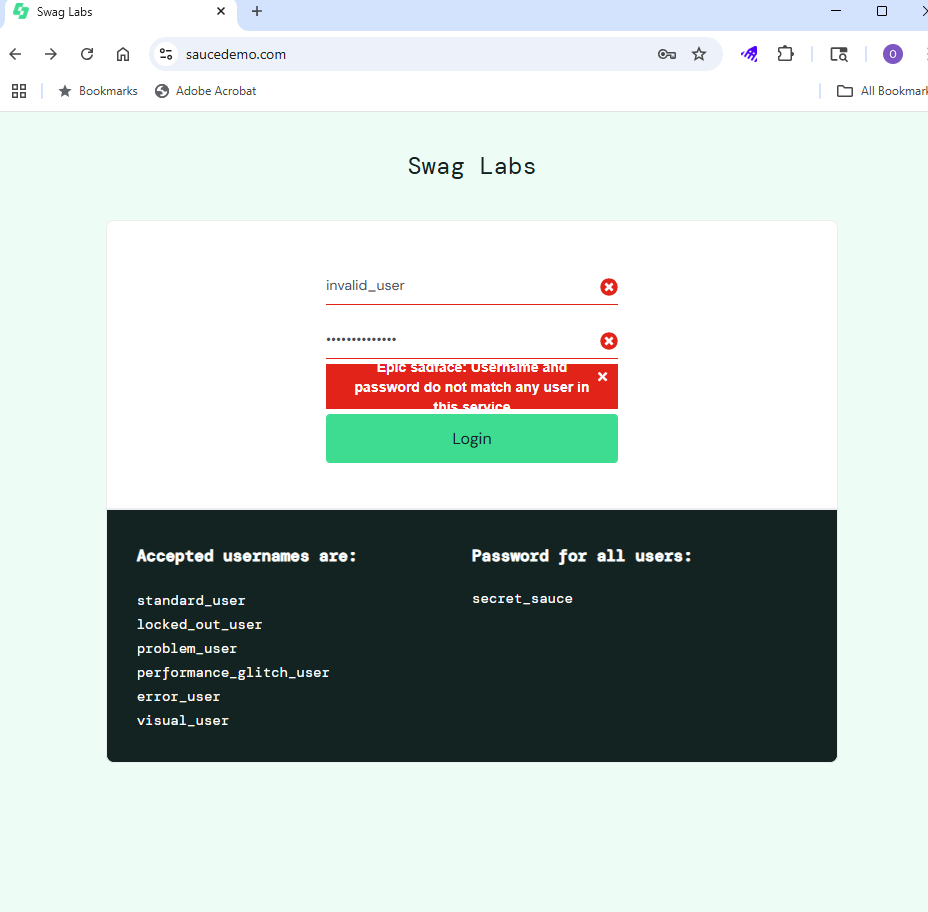 Swag Labs
saucedemo.com
O
Bookmarks
Adobe Acrobat
All Bookmark
Swag Labs
invalid_user
••••••••••••••
Epic sadface: Username and
password do not match any user in
this service
Login
Accepted usernames are:
standard_user
locked_out_user
problem_user
performance_glitch_user
error_user
visual_user
Password for all users:
secret_sauce